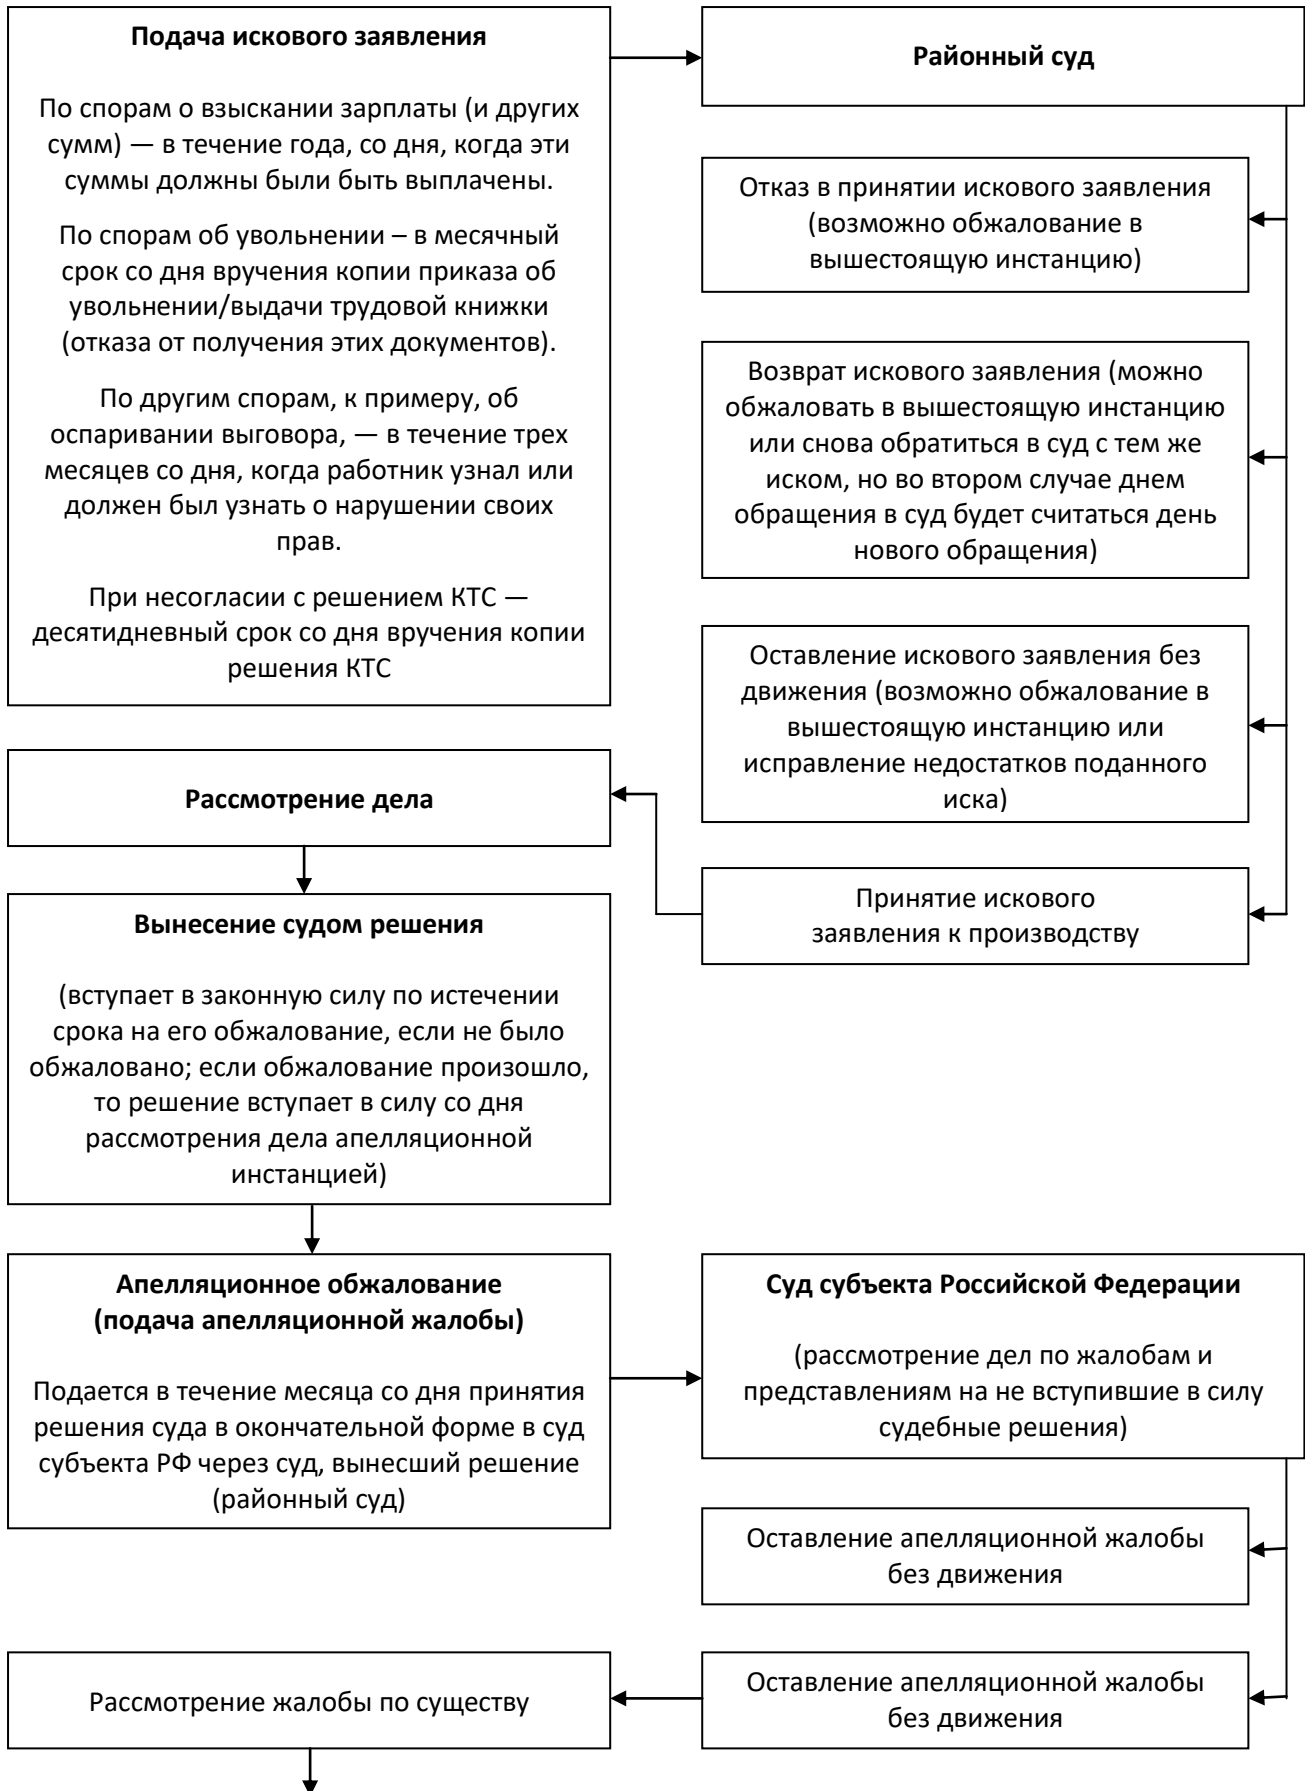 Подача искового заявления
По спорам о взыскании зарплаты (и других
сумм) — в течение года, со дня, когда эти
суммы должны были быть выплачены.
По спорам об увольнении – в месячный
срок со дня вручения копии приказа об
увольнении/выдачи трудовой книжки
(отказа от получения этих документов).
По другим спорам, к примеру, об
оспаривании выговора, — в течение трех
месяцев со дня, когда работник узнал или
должен был узнать о нарушении своих
прав.
При несогласии с решением КТС —
десятидневный срок со дня вручения копии
решения КТС
Районный суд
Отказ в принятии искового заявления
(возможно обжалование в
вышестоящую инстанцию)
Возврат искового заявления (можно
обжаловать в вышестоящую инстанцию
или снова обратиться в суд с тем же
иском, но во втором случае днем
обращения в суд будет считаться день
нового обращения)
Оставление искового заявления без
движения (возможно обжалование в
вышестоящую инстанцию или
исправление недостатков поданного
иска)
Принятие искового
заявления к производству
Рассмотрение дела
Вынесение судом решения
(вступает в законную силу по истечении
срока на его обжалование, если не было
обжаловано; если обжалование произошло,
то решение вступает в силу со дня
рассмотрения дела апелляционной
инстанцией)
Апелляционное обжалование
(подача апелляционной жалобы)
Подается в течение месяца со дня принятия
решения суда в окончательной форме в суд
субъекта РФ через суд, вынесший решение
(районный суд)
Суд субъекта Российской Федерации
(рассмотрение дел по жалобам и
представлениям на не вступившие в силу
судебные решения)
Оставление апелляционной жалобы
без движения
Оставление апелляционной жалобы
без движения
Рассмотрение жалобы по существу